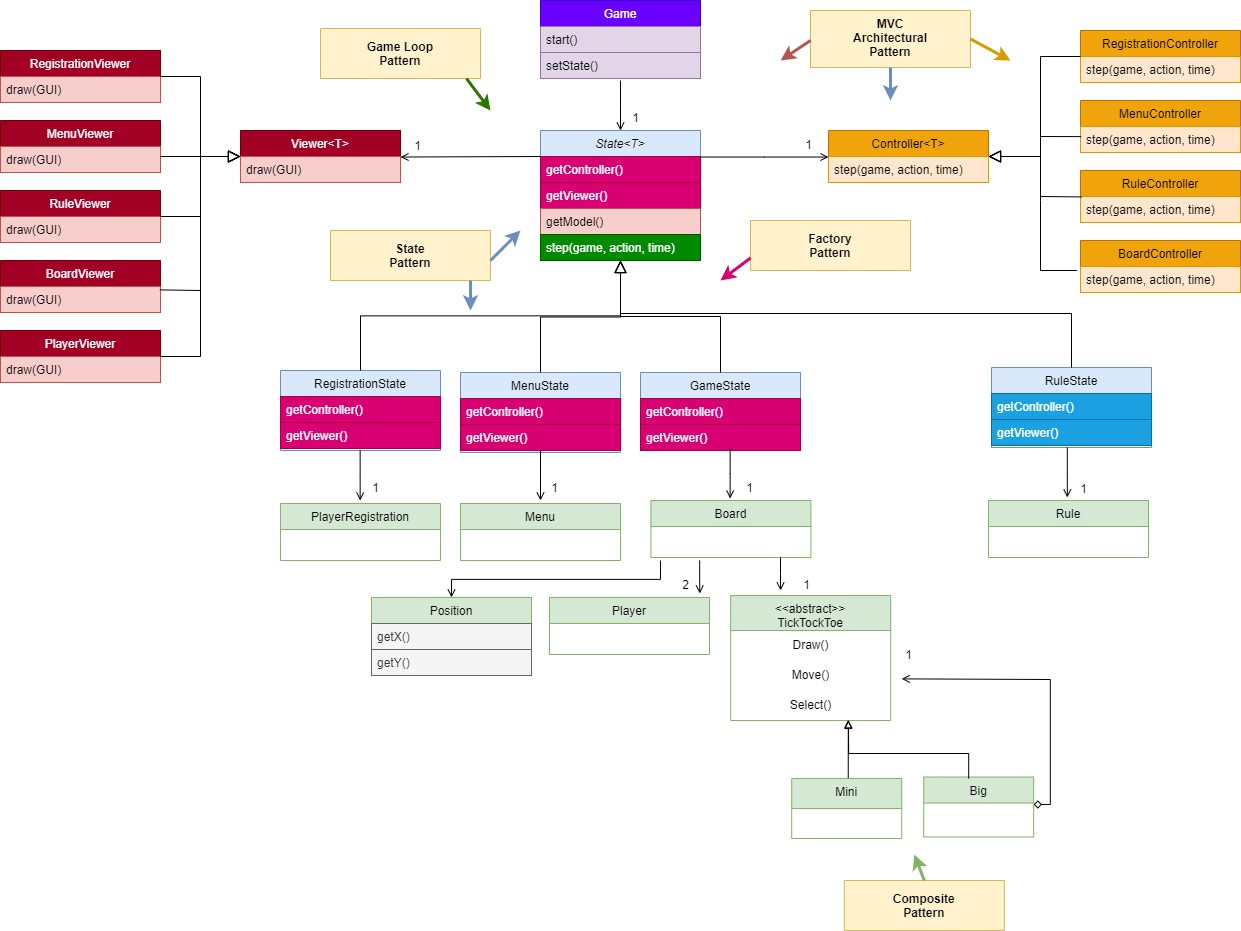 Game
start()
setState()
Game Loop
Pattern
MVC
Architectural
Pattern
RegistrationViewer
draw(GUI)
MenuViewer
draw(GUI)
RuleViewer
draw(GUI)
BoardViewer
draw(GUI)
PlayerViewer
draw(GUI)
Viewer<T>
draw(GUI)
1
1
State<T>
getController()
getViewer()
getModel()
step(game, action, time)
1
Controller<T>
step(game, action, time)
RegistrationController
step(game, action, time)
MenuController
step(game, action, time)
RuleController
step(game, action, time)
BoardController
step(game, action, time)
State
Pattern
Factory
Pattern
RegistrationState
getController()
getViewer()
MenuState
getController()
getViewer()
GameState
getController()
getViewer()
RuleState
getController()
getViewer()
1
1
1
1
PlayerRegistration
Menu
Board
Rule
2
1
Position
getX()
getY()
Player
<<abstract>>
TickTockToe
Draw()
Move()
Select()
1
Mini
Big
Composite
Pattern